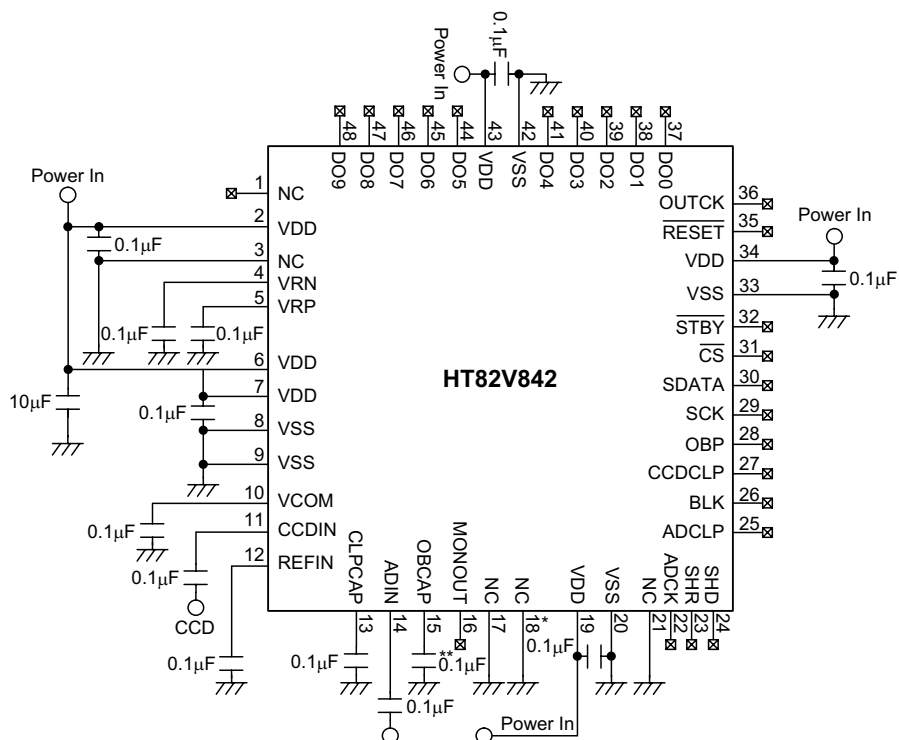 0.1µF
Power In
48 47 46 45 44 43 42 41 40 39 38 37
DO9 DO8 DO7 DO6 DO5 VDD VSS DO4 DO3 DO2 DO1 DO0
Power In
1 NC
2 VDD
0.1µF
3 NC
4 VRN
5 VRP
0.1µF 0.1µF
6 VDD
10µF
7 VDD
0.1µF
8 VSS
9 VSS
10 VCOM
0.1µF
11 CCDIN
0.1µF
CCD
12 REFIN
0.1µF
HT82V842
OUTCK 36
RESET 35
Power In
VDD 34
0.1µF
VSS 33
STBY 32
CS 31
SDATA 30
SCK 29
OBP 28
CCDCLP 27
BLK 26
ADCLP 25
CLPCAP ADIN OBCAP MONOUT NC NC VDD VSS NC ADCK SHR SHD
13 14 15 16 17 18* 19 20 21 22 23 24
0.1µF
0.1µF
**
0.1µF
0.1µF
Power In